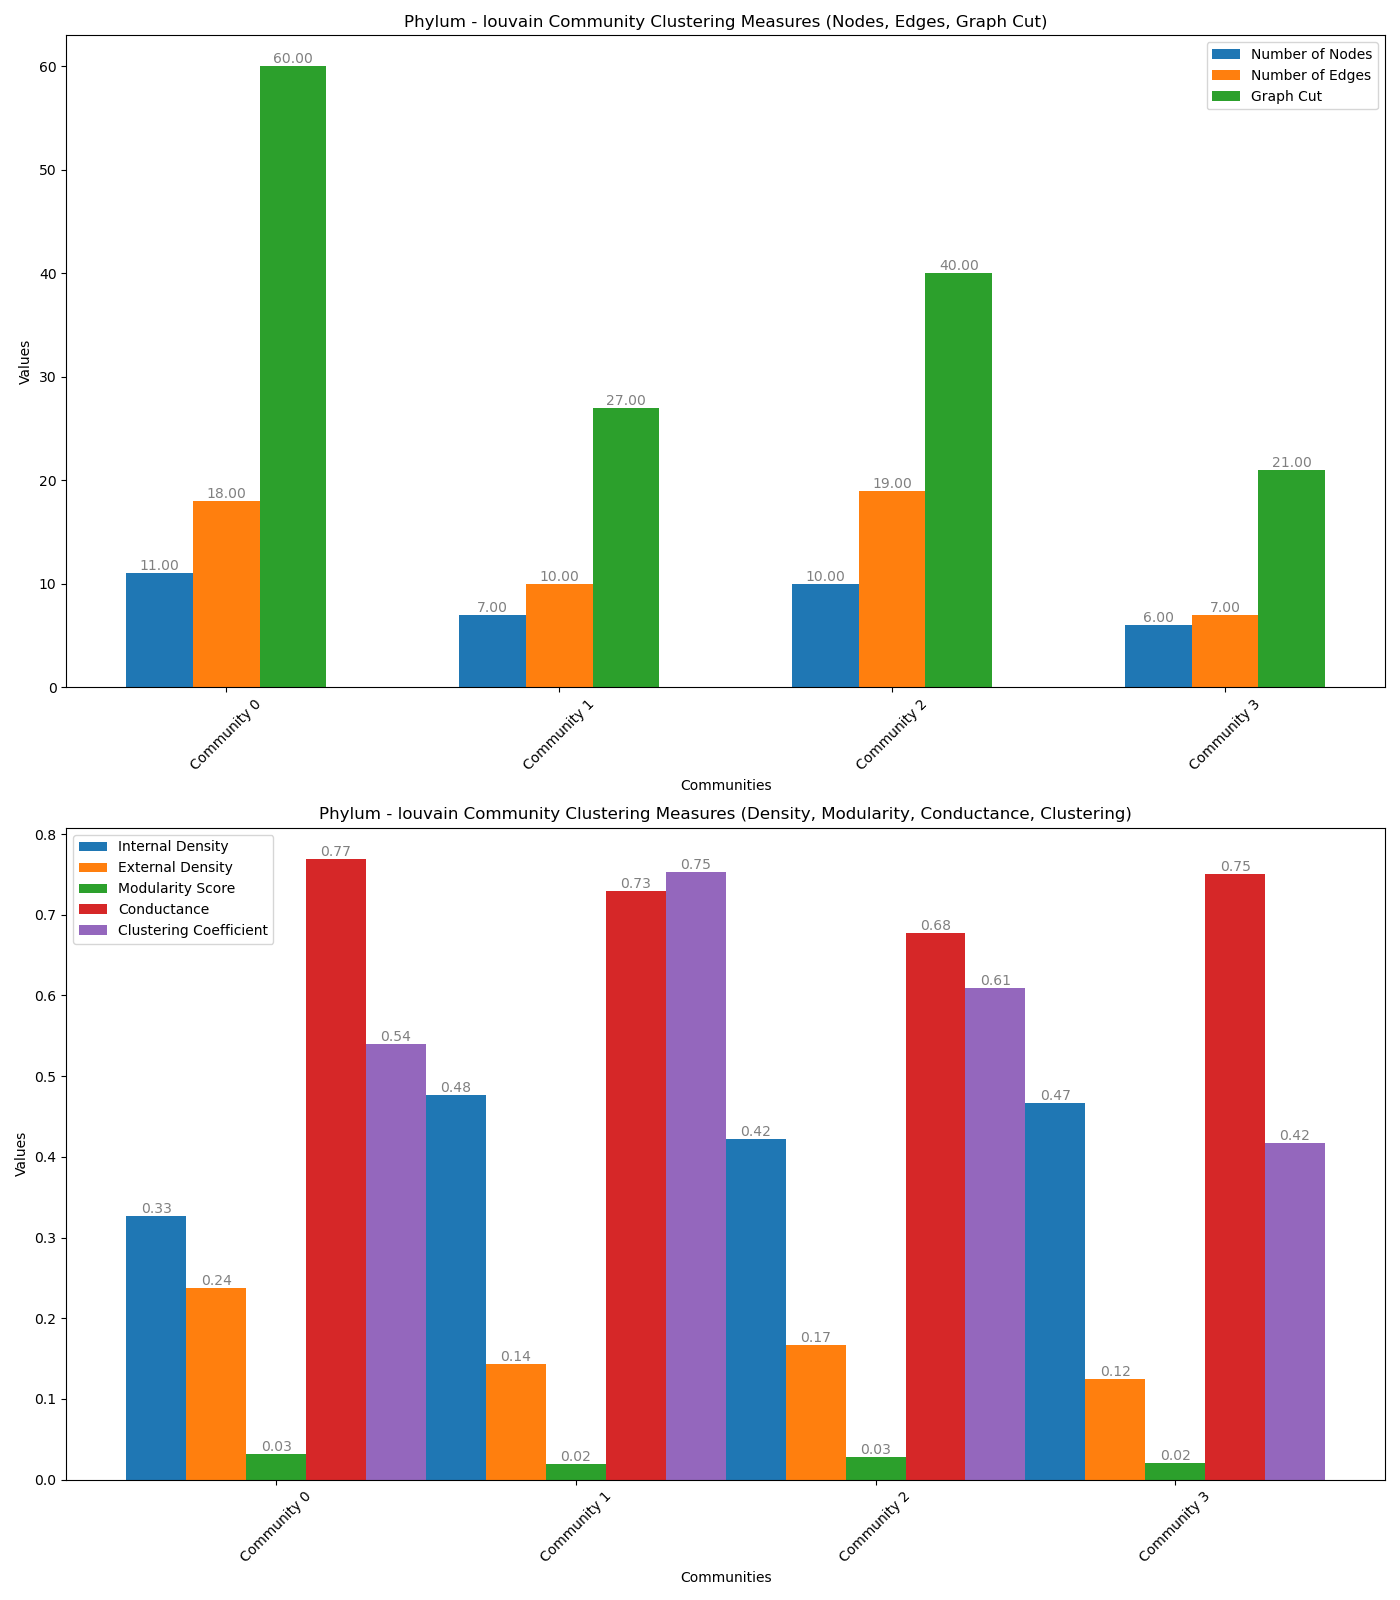 Phylum - louvain Community Clustering Measures (Nodes, Edges, Graph Cut)
Number of Nodes
Number of Edges
Graph Cut
Values
60
50
40
30
20
10
0
11.00
18.00
60.00
7.00
10.00
27.00
10.00
19.00
40.00
6.00
7.00
21.00
Community 0
Community 1
Community 2
Community 3
Communities
Phylum - louvain Community Clustering Measures (Density, Modularity, Conductance, Clustering)
Internal Density
External Density
Modularity Score
Conductance
Clustering Coefficient
Values
0.8
0.7
0.6
0.5
0.4
0.3
0.2
0.1
0.0
0.33
0.24
0.03
0.77
0.54
0.48
0.14
0.02
0.73
0.75
0.42
0.17
0.03
0.68
0.61
0.47
0.12
0.02
0.75
0.42
Community 0
Community 1
Community 2
Community 3
Communities